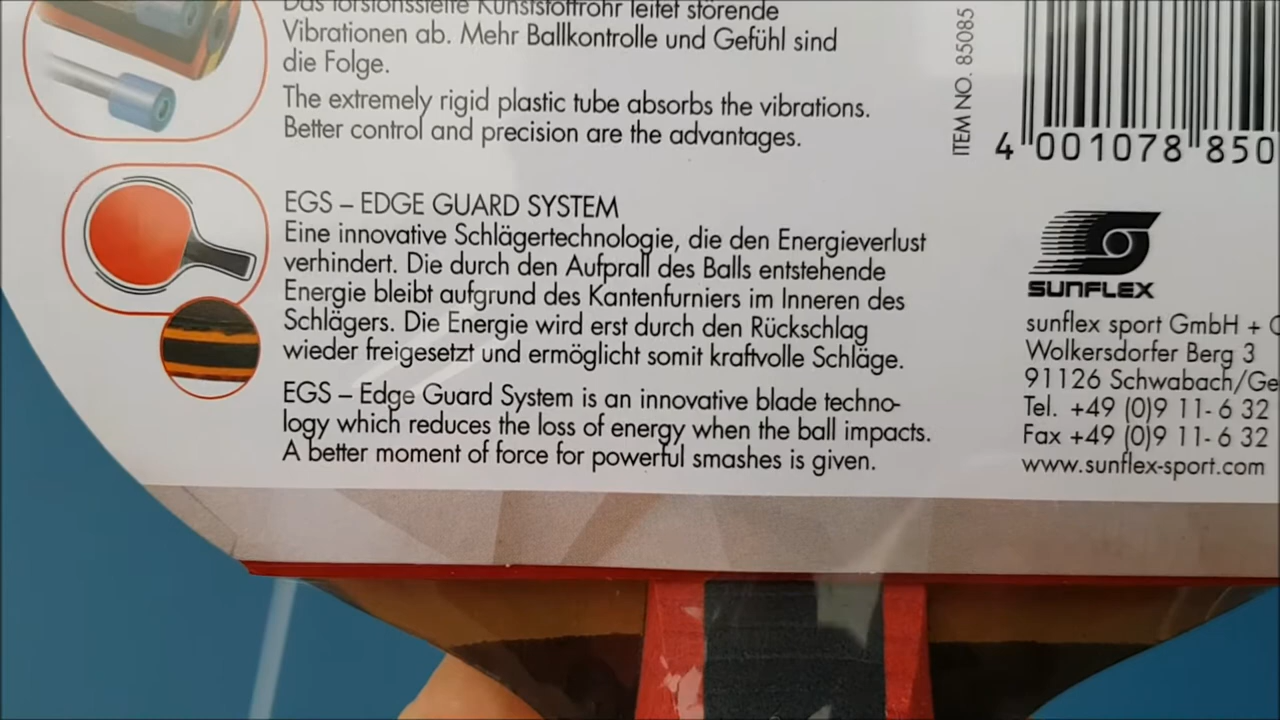 Das torsionssteife Kunststoffrohr leitet störende
Vibrationen ab. Mehr Ballkontrolle und Gefühl sind
die Folge.
The extremely rigid plastic tube absorbs the vibrations.
Better control and precision are the advantages.
EGS – EDGE GUARD SYSTEM
Eine innovative Schlägertechnologie, die den Energieverlust
verhindert. Die durch den Aufprall des Balls entstehende
Energie bleibt aufgrund des Kantenfurniers im Inneren des
Schlägers. Die Energie wird erst durch den Rückschlag
wieder freigesetzt und ermöglicht somit kraftvolle Schläge.
EGS – Edge Guard System is an innovative blade techno-
logy which reduces the loss of energy when the ball impacts.
A better moment of force for powerful smashes is given.
ITEM NO. 85085
4 001078 850
SUNFLEX
sunflex sport GmbH +
Wolkersdorfer Berg 3
91126 Schwabach/Ge
Tel. +49 (0)9 11- 6 32
Fax +49 (0)9 11- 6 32
www.sunflex-sport.com